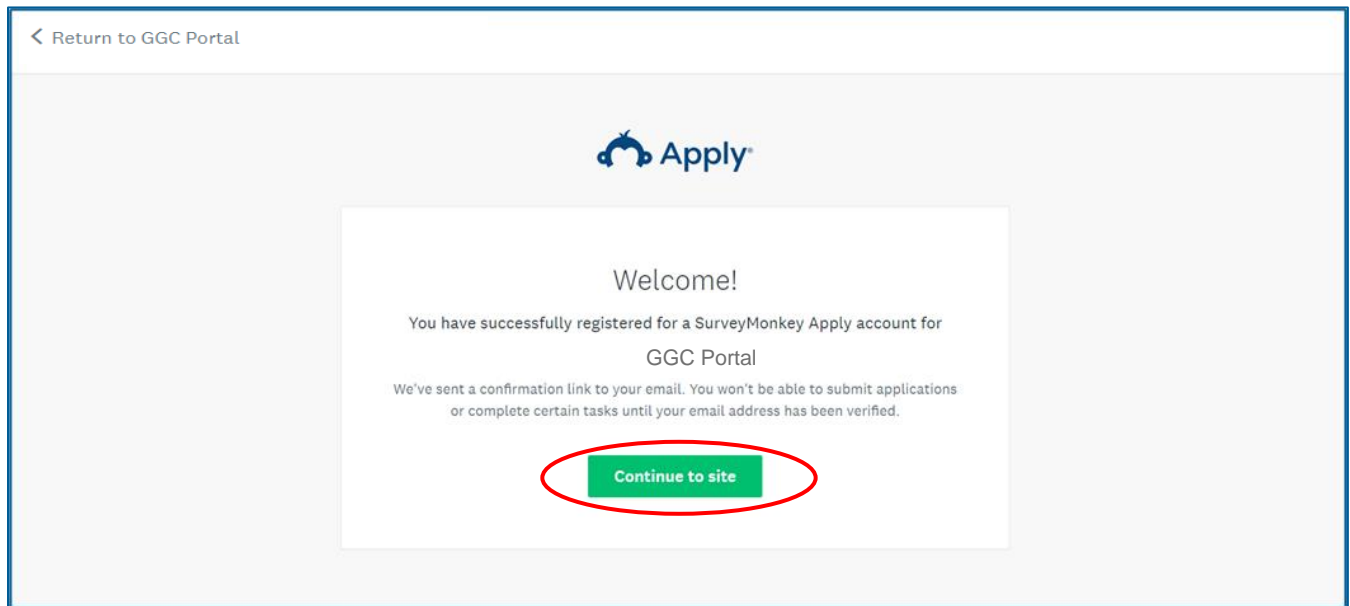 Return to GGC Portal
Apply®
Welcome!
You have successfully registered for a SurveyMonkey Apply account for
GGC Portal
We've sent a confirmation link to your email. You won't be able to submit applications
or complete certain tasks until your email address has been verified.
Continue to site